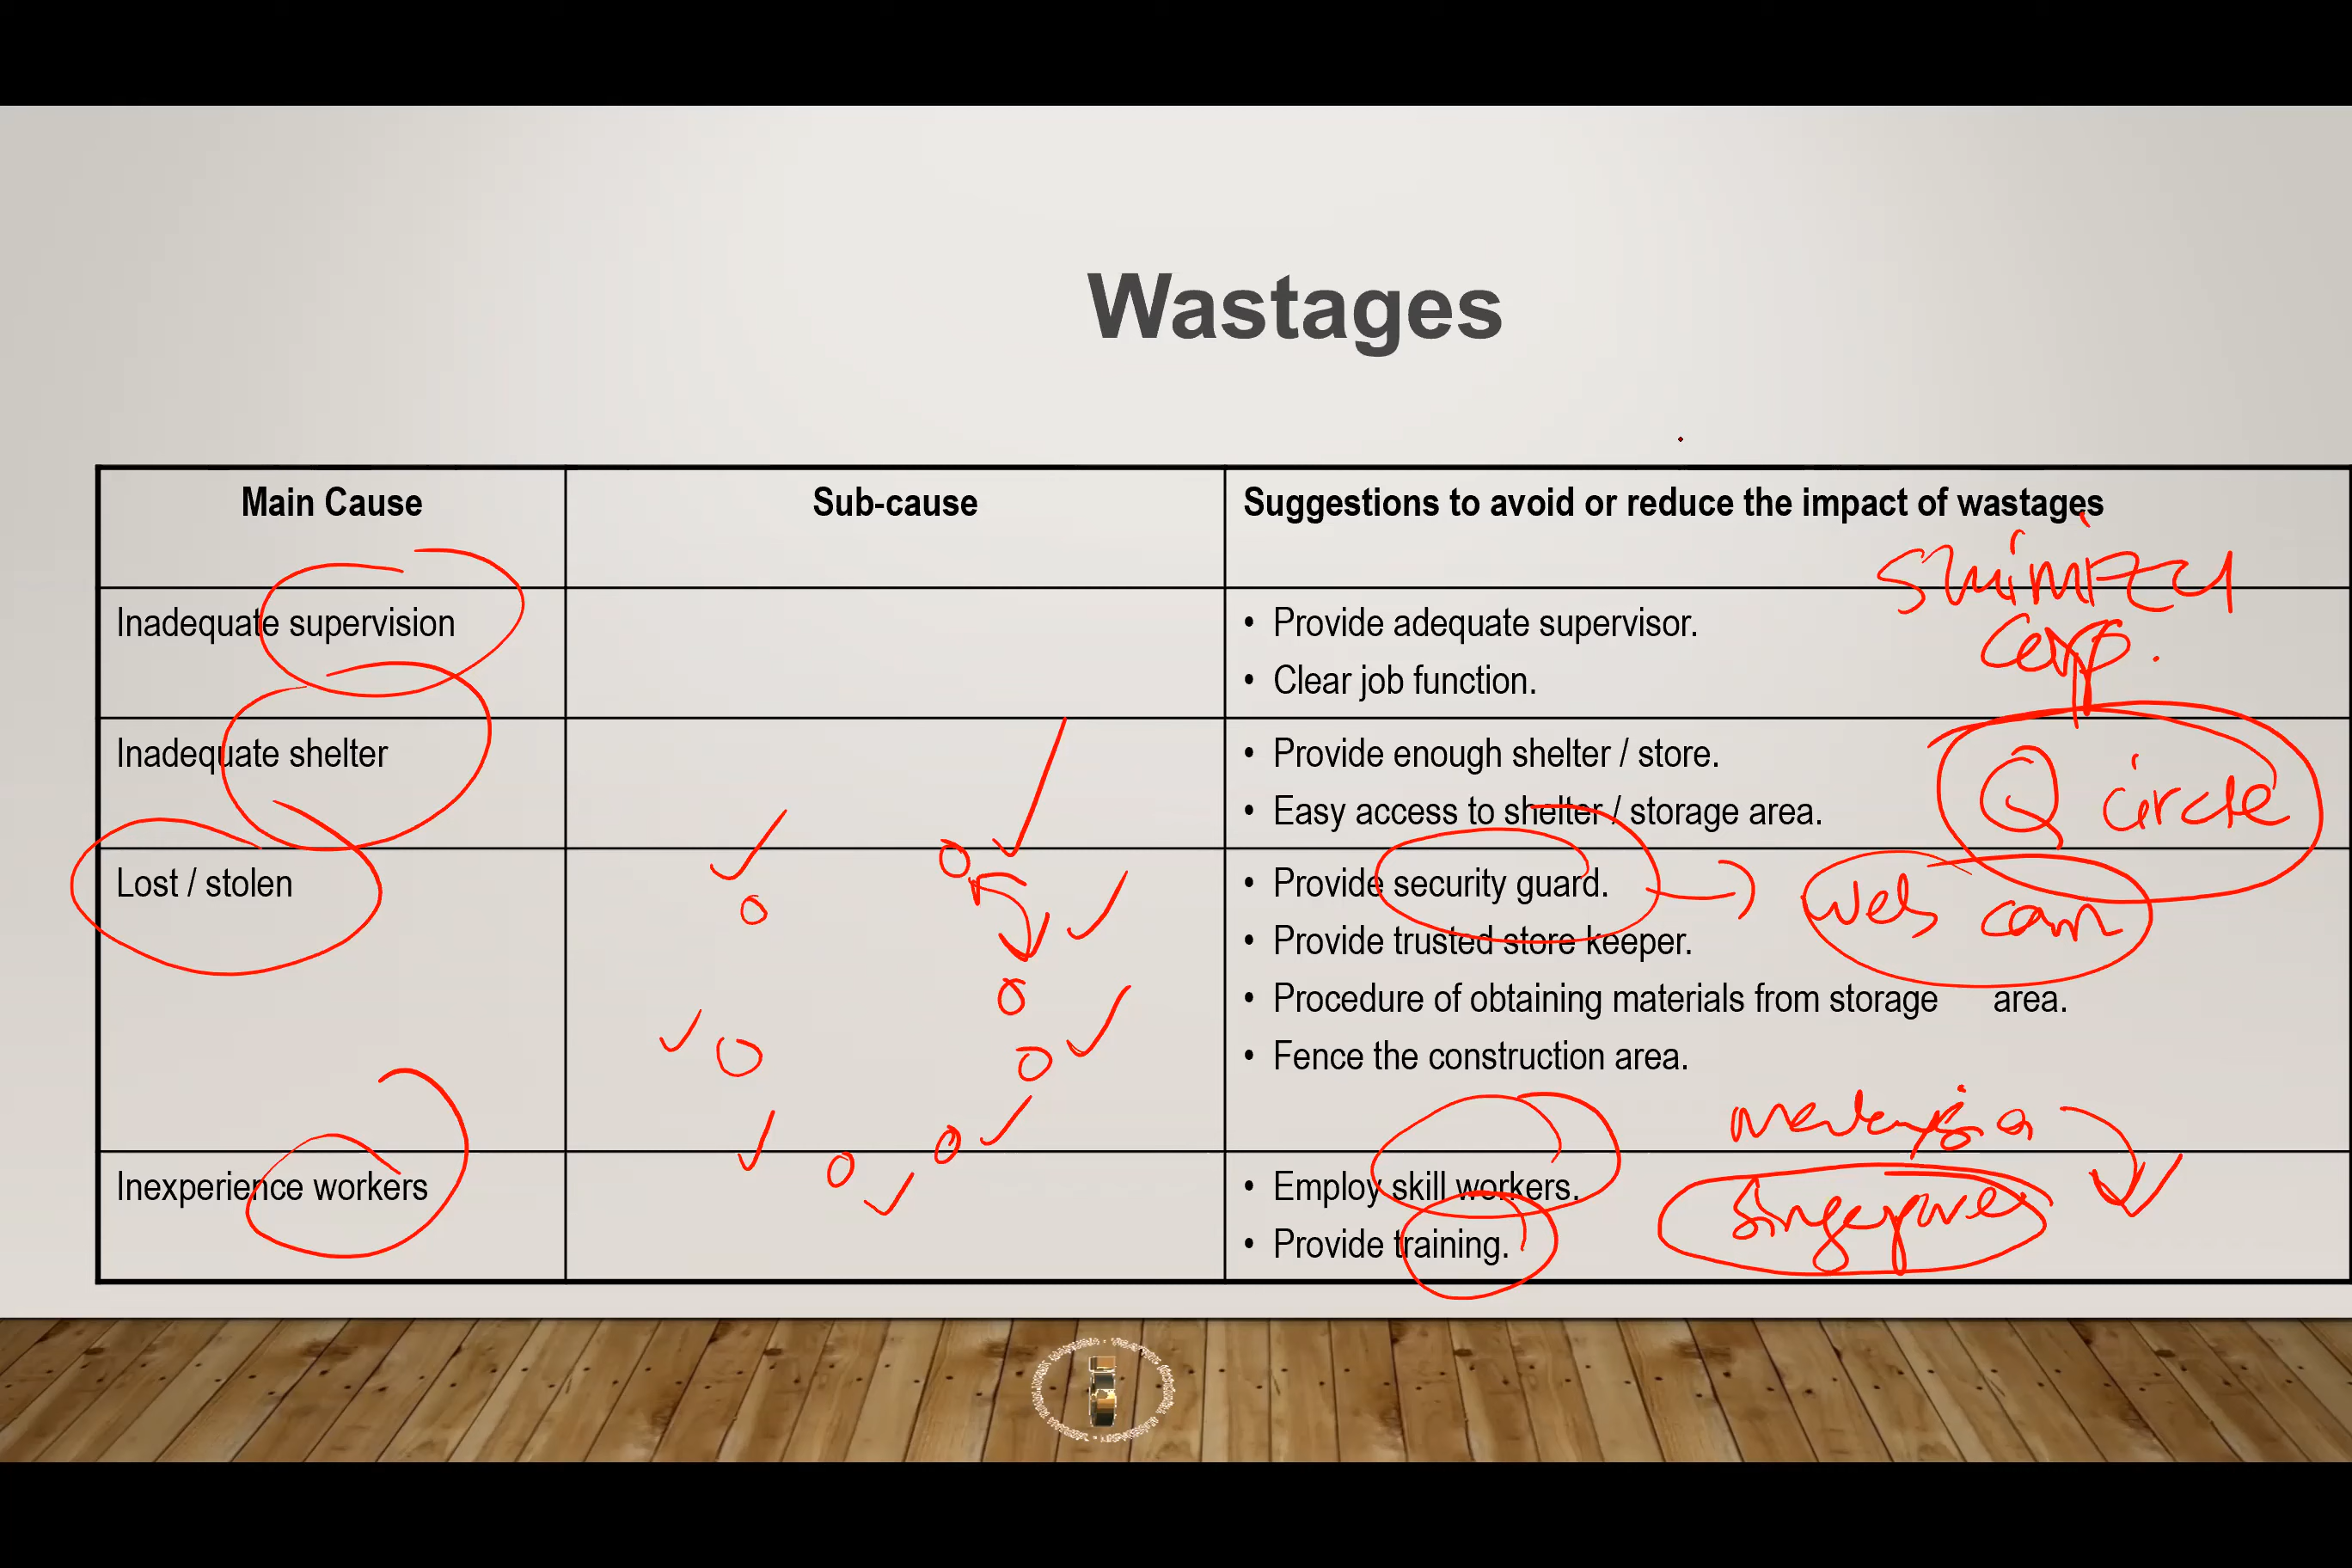 Wastages
Main Cause Sub-cause Suggestions to avoid or reduce the impact of wastages
Inadequate supervision
• Provide adequate supervisor.
• Clear job function.
Inadequate shelter
• Provide enough shelter / store.
• Easy access to shelter / storage area.
Q circle
Lost / stolen
• Provide security guard.
web cam
• Provide trusted store keeper.
• Procedure of obtaining materials from storage area.
• Fence the construction area.
Malaysia
Inexperience workers
• Employ skill workers.
Singapore
• Provide training.